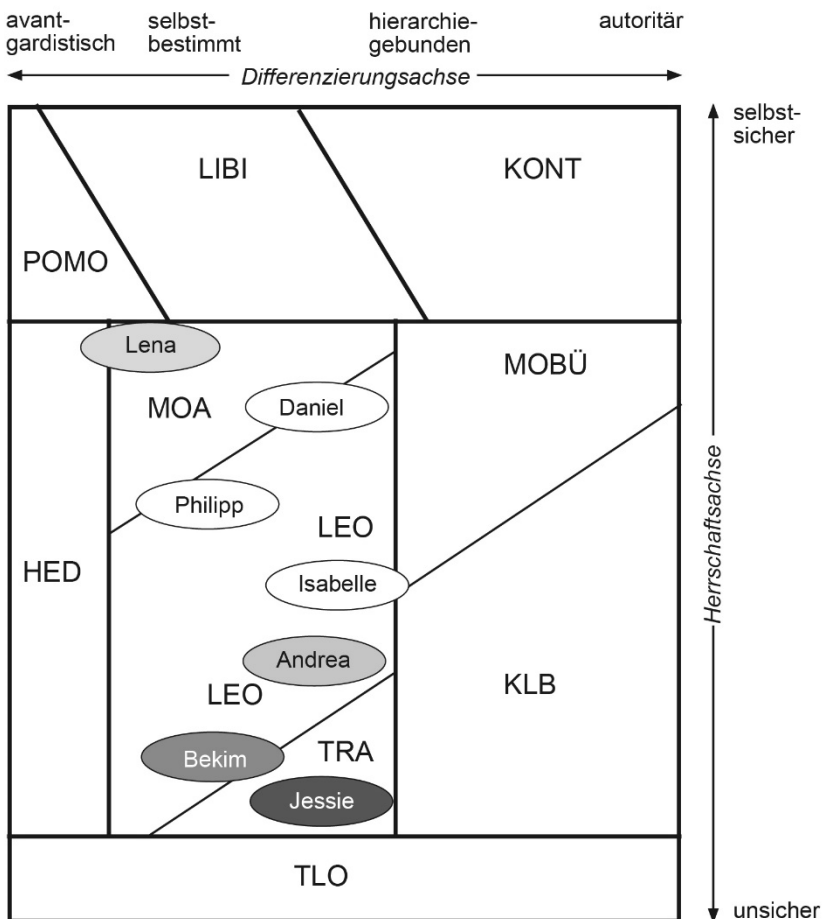 avant-
gardistisch
selbst-
bestimmt
hierarchie-
gebunden
autoritär
Differenzierungsachse
selbst-
sicher
LIBI
KONT
POMO
Lena
MOBÜ
MOA
Daniel
Philipp
LEO
HED
Isabelle
Herrschaftsachse
Andrea
LEO
KLB
Bekim
TRA
Jessie
TLO
unsicher